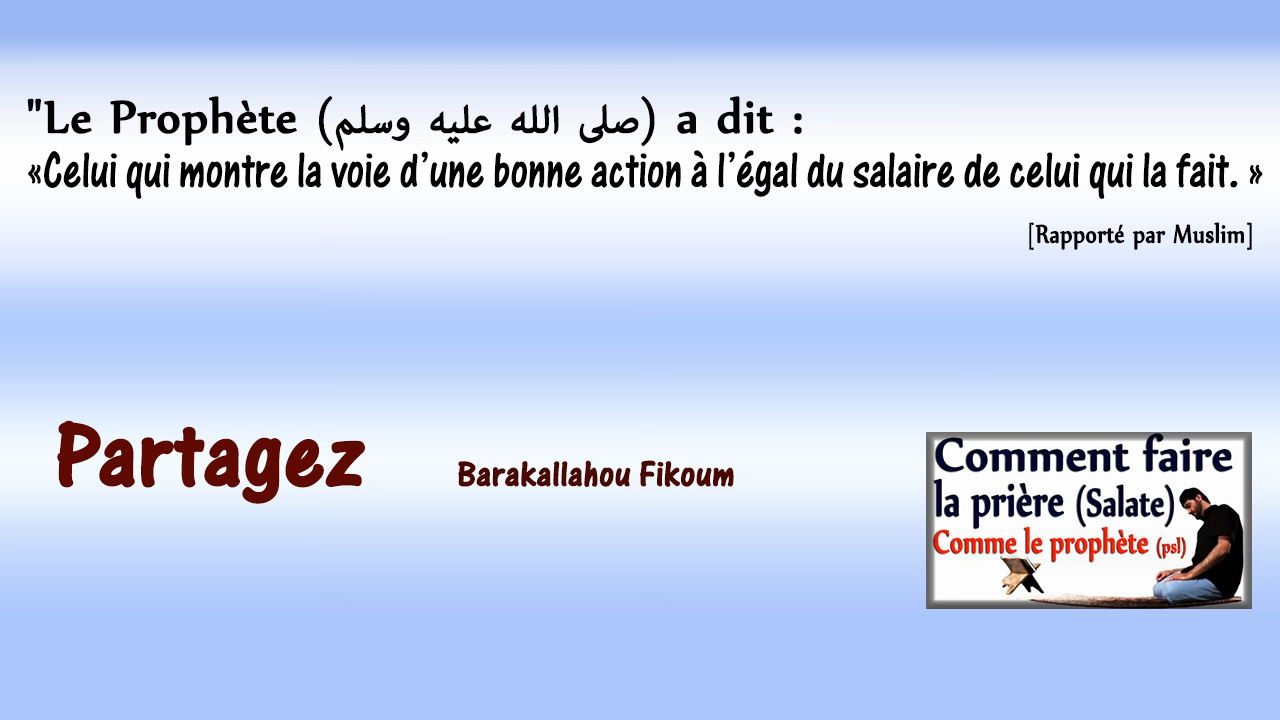 "Le Prophète (صلى الله عليه وسلم) a dit :
«Celui qui montre la voie d’une bonne action à l’égal du salaire de celui qui la fait. »
[Rapporté par Muslim]
Partagez
Barakallahou Fikoum
Comment faire
la prière (Salate)
Comme le prophète (psl)